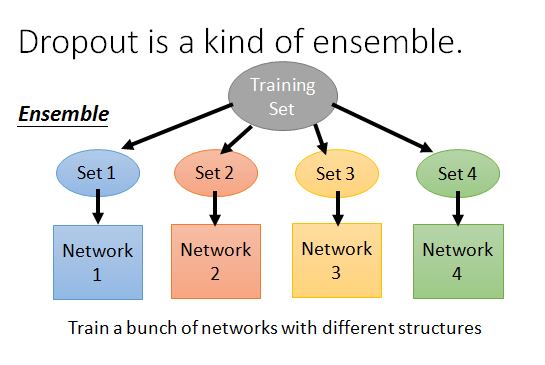 Dropout is a kind of ensemble.
Training
Set
Ensemble
Set 1
Set 2
Set 3
Set 4
Network
1
Network
2
Network
3
Network
4
Train a bunch of networks with different structures